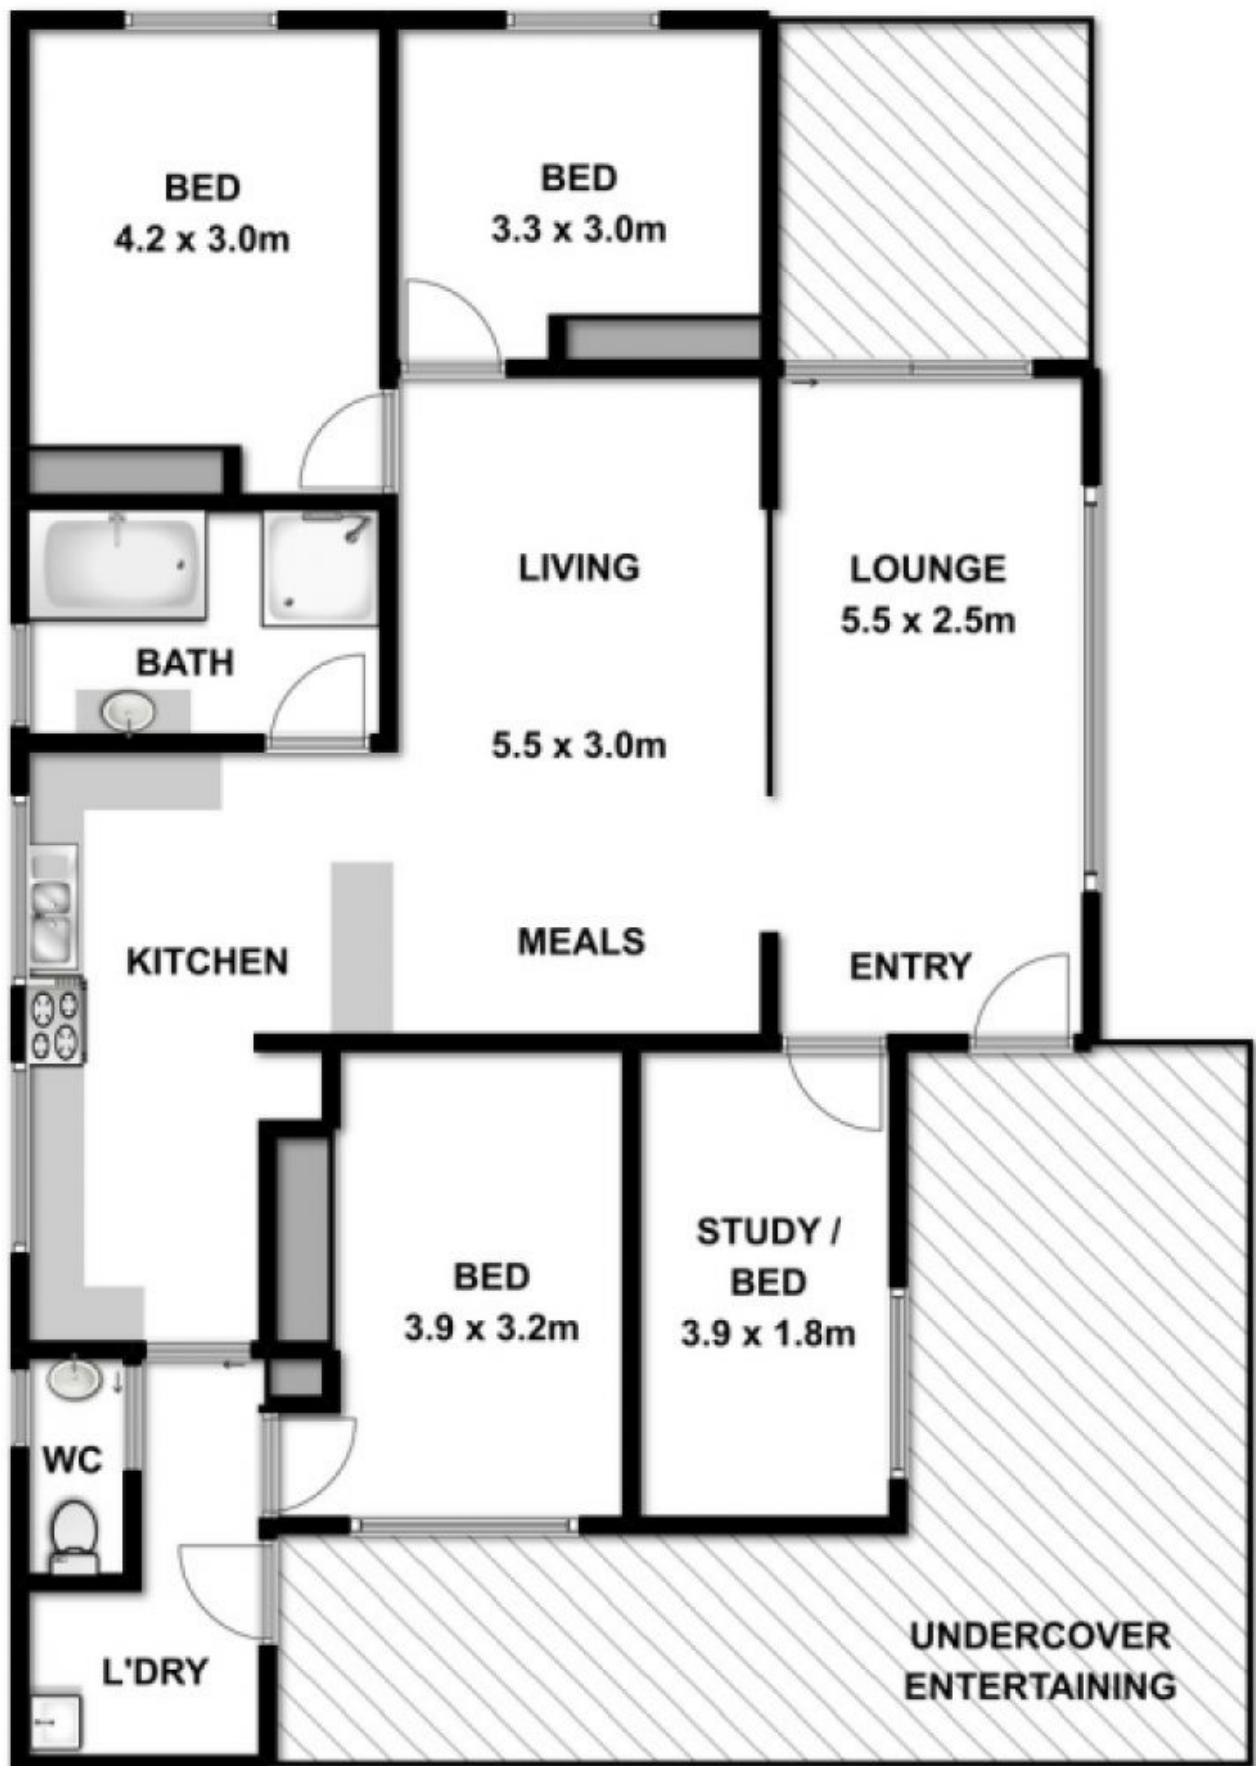 BED
4.2 x 3.0m
BED
3.3 x 3.0m
LIVING
LOUNGE
5.5 x 2.5m
BATH
5.5 x 3.0m
KITCHEN
MEALS
ENTRY
STUDY /
BED
3.9 x 1.8m
BED
3.9 x 3.2m
WC
L'DRY
UNDERCOVER
ENTERTAINING